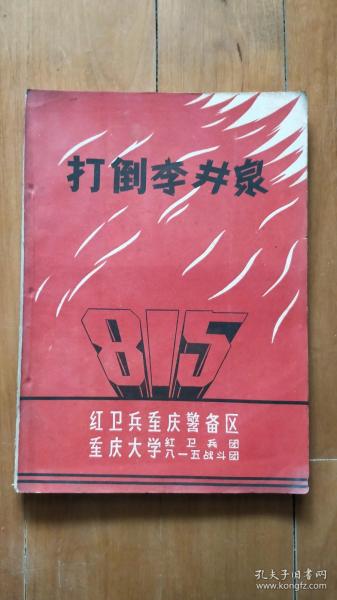 打倒李井泉
815
红卫兵重庆警备区
重庆大学红卫兵团
八一五战斗团
孔夫子旧书网
www.kongfz.com